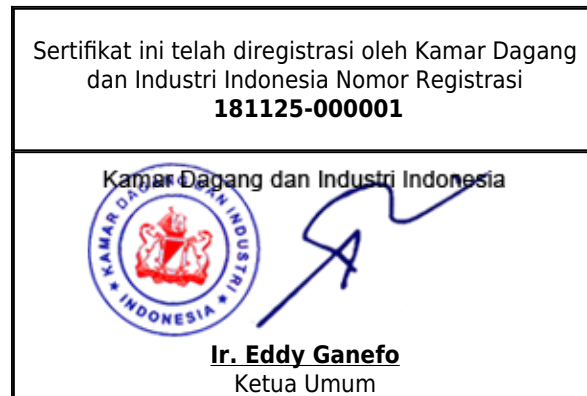 Sertifikat ini telah diregistrasi oleh Kamar Dagang
dan Industri Indonesia Nomor Registrasi
181125-000001
Kamar Dagang dan Industri Indonesia
KAMAR DAGANG DAN INDUSTRI
INDONESIA
Ir. Eddy Ganefo
Ketua Umum